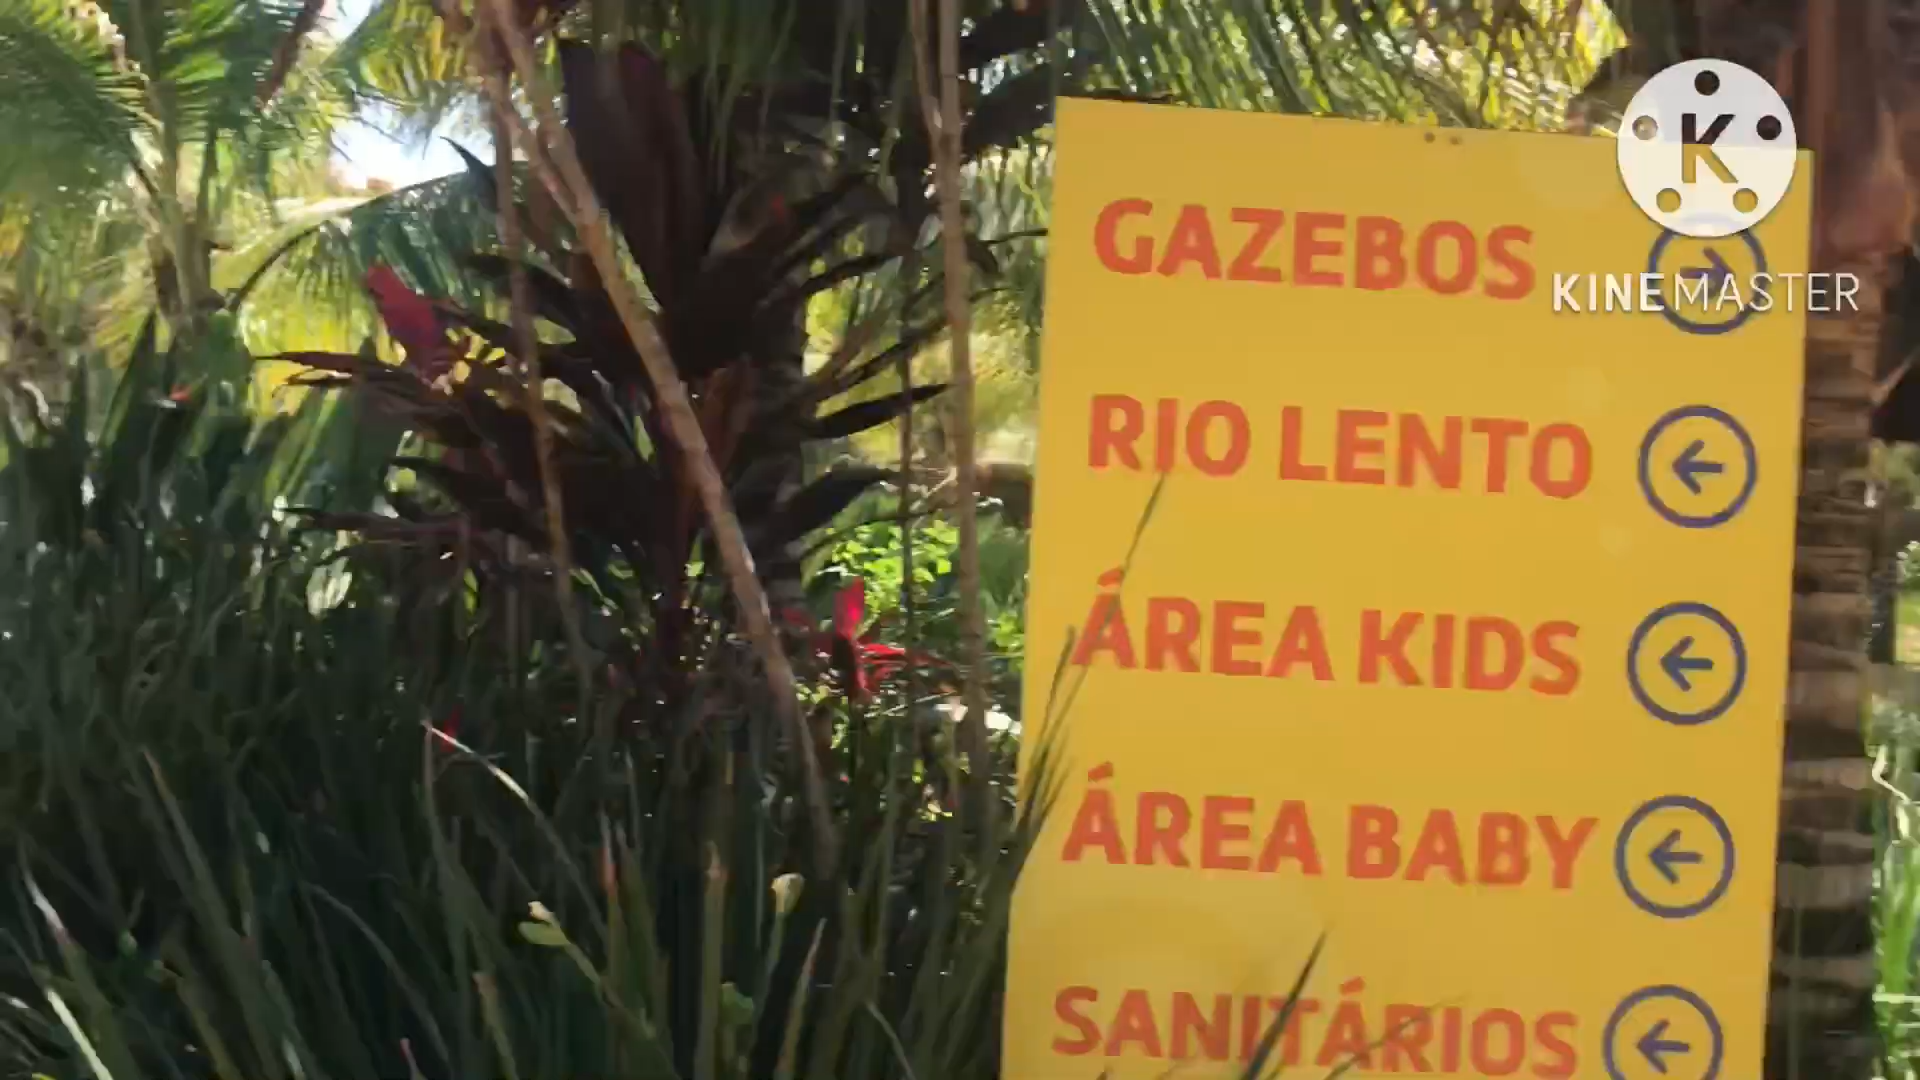 GAZEBOS
KINEMASTER
RIO LENTO
ÁREA KIDS
ÁREA BABY
SANITÁRIOS